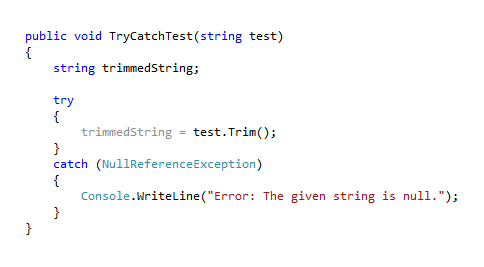 public void TryCatchTest(string test)
{
    string trimmedString;

    try
    {
        trimmedString = test.Trim();
    }
    catch (NullReferenceException)
    {
        Console.WriteLine("Error: The given string is null.");
    }
}